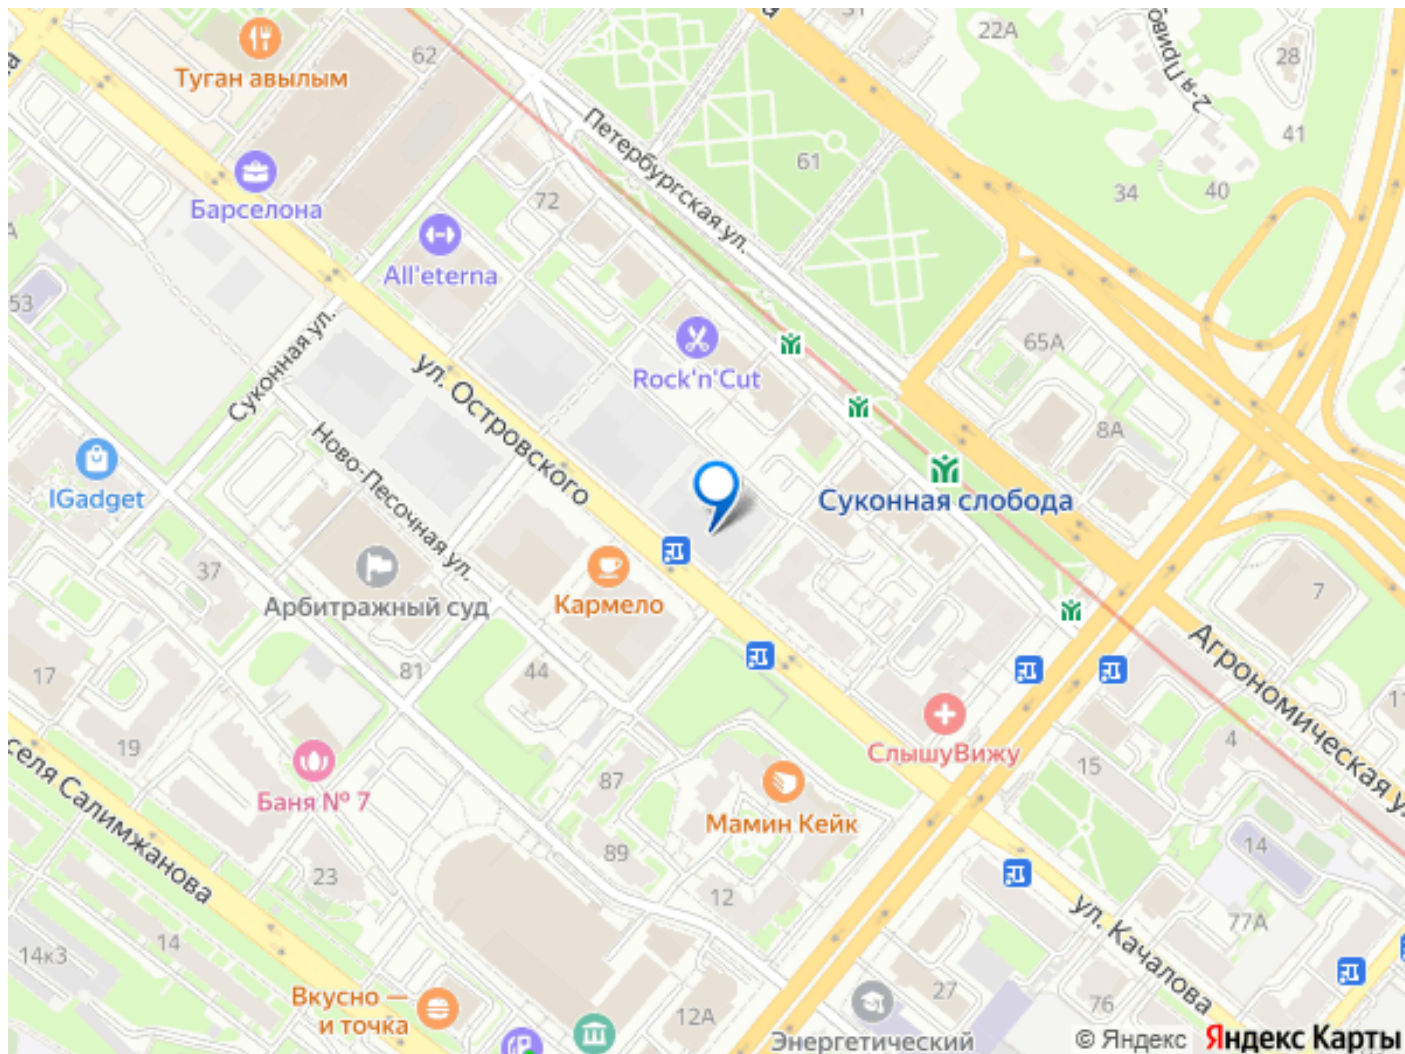 62
Туган авылым
22А
28
2-я Приво
41
61
34
40
Петербургская ул.
72
Барселона
All'eterna
53
Суконная ул.
65А
Rock'n'Cut
ул. Островского
8А
Ново-Песочная ул.
IGadget
Суконная слобода
37
Арбитражный суд
Кармело
7
Агрономическая у
17
81
44
19
4
15
СлышуВижу
87
Баня № 7
Мамин Кейк
селя Салимжанова
14
89
23
12
77А
ул. Качалова
14
14к3
Вкусно —
и точка
27
76
12А
Энергетический
© Яндекс
Яндекс Карты